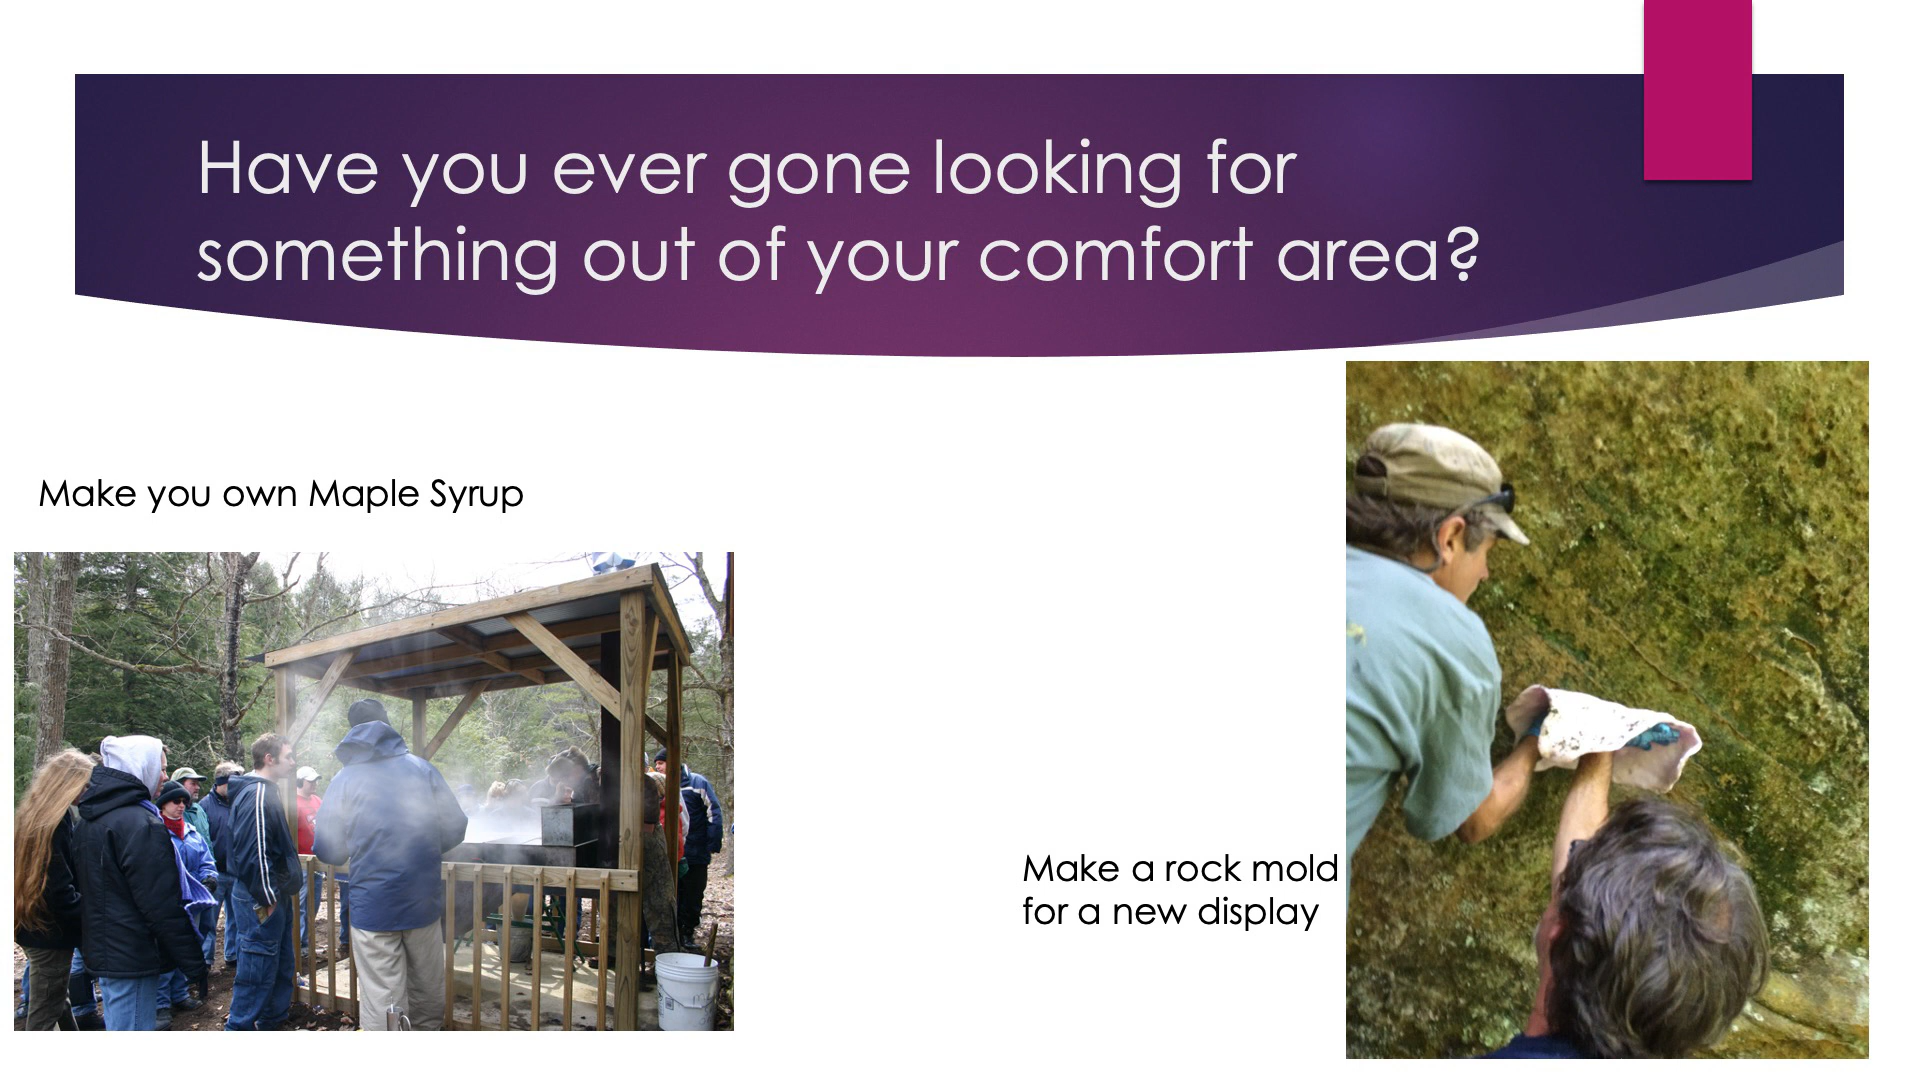 Have you ever gone looking for
something out of your comfort area?
Make you own Maple Syrup
Make a rock mold
for a new display